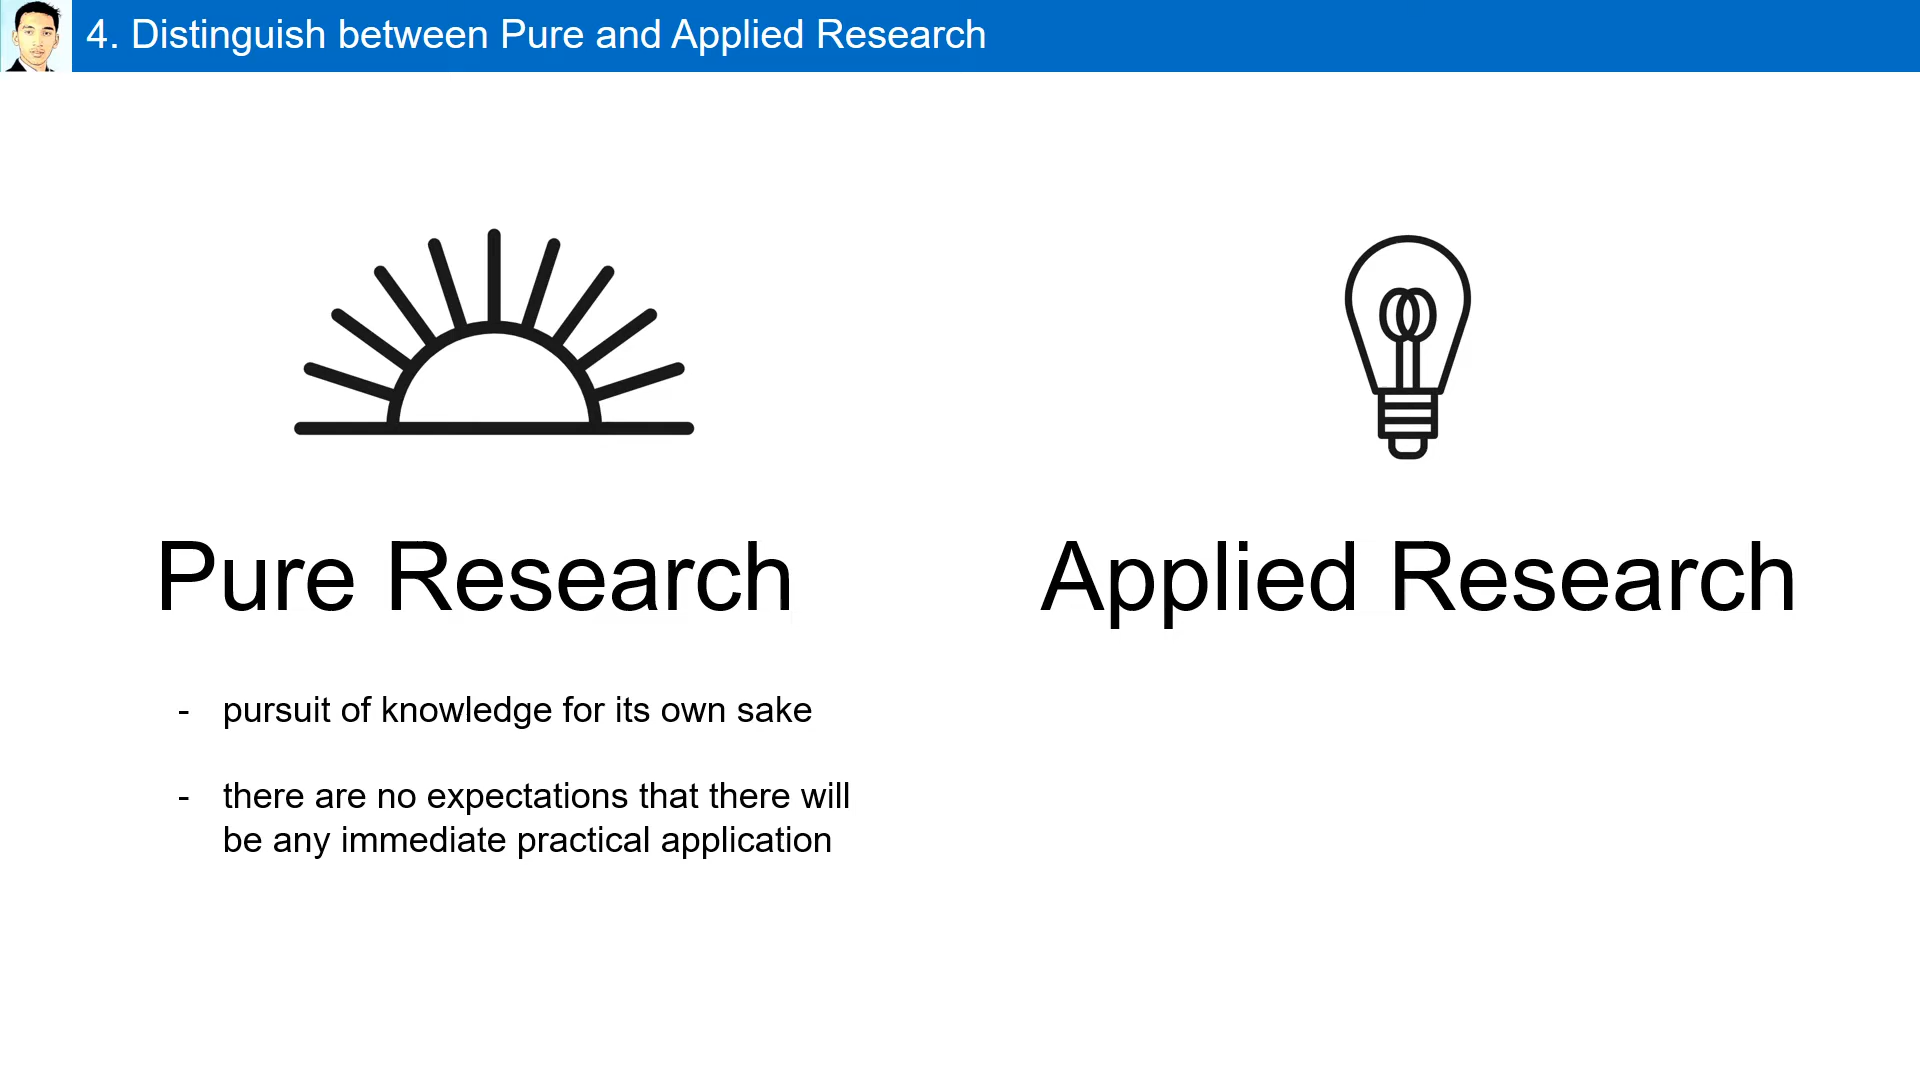 4. Distinguish between Pure and Applied Research
Pure Research
- pursuit of knowledge for its own sake
- there are no expectations that there will
be any immediate practical application
Applied Research